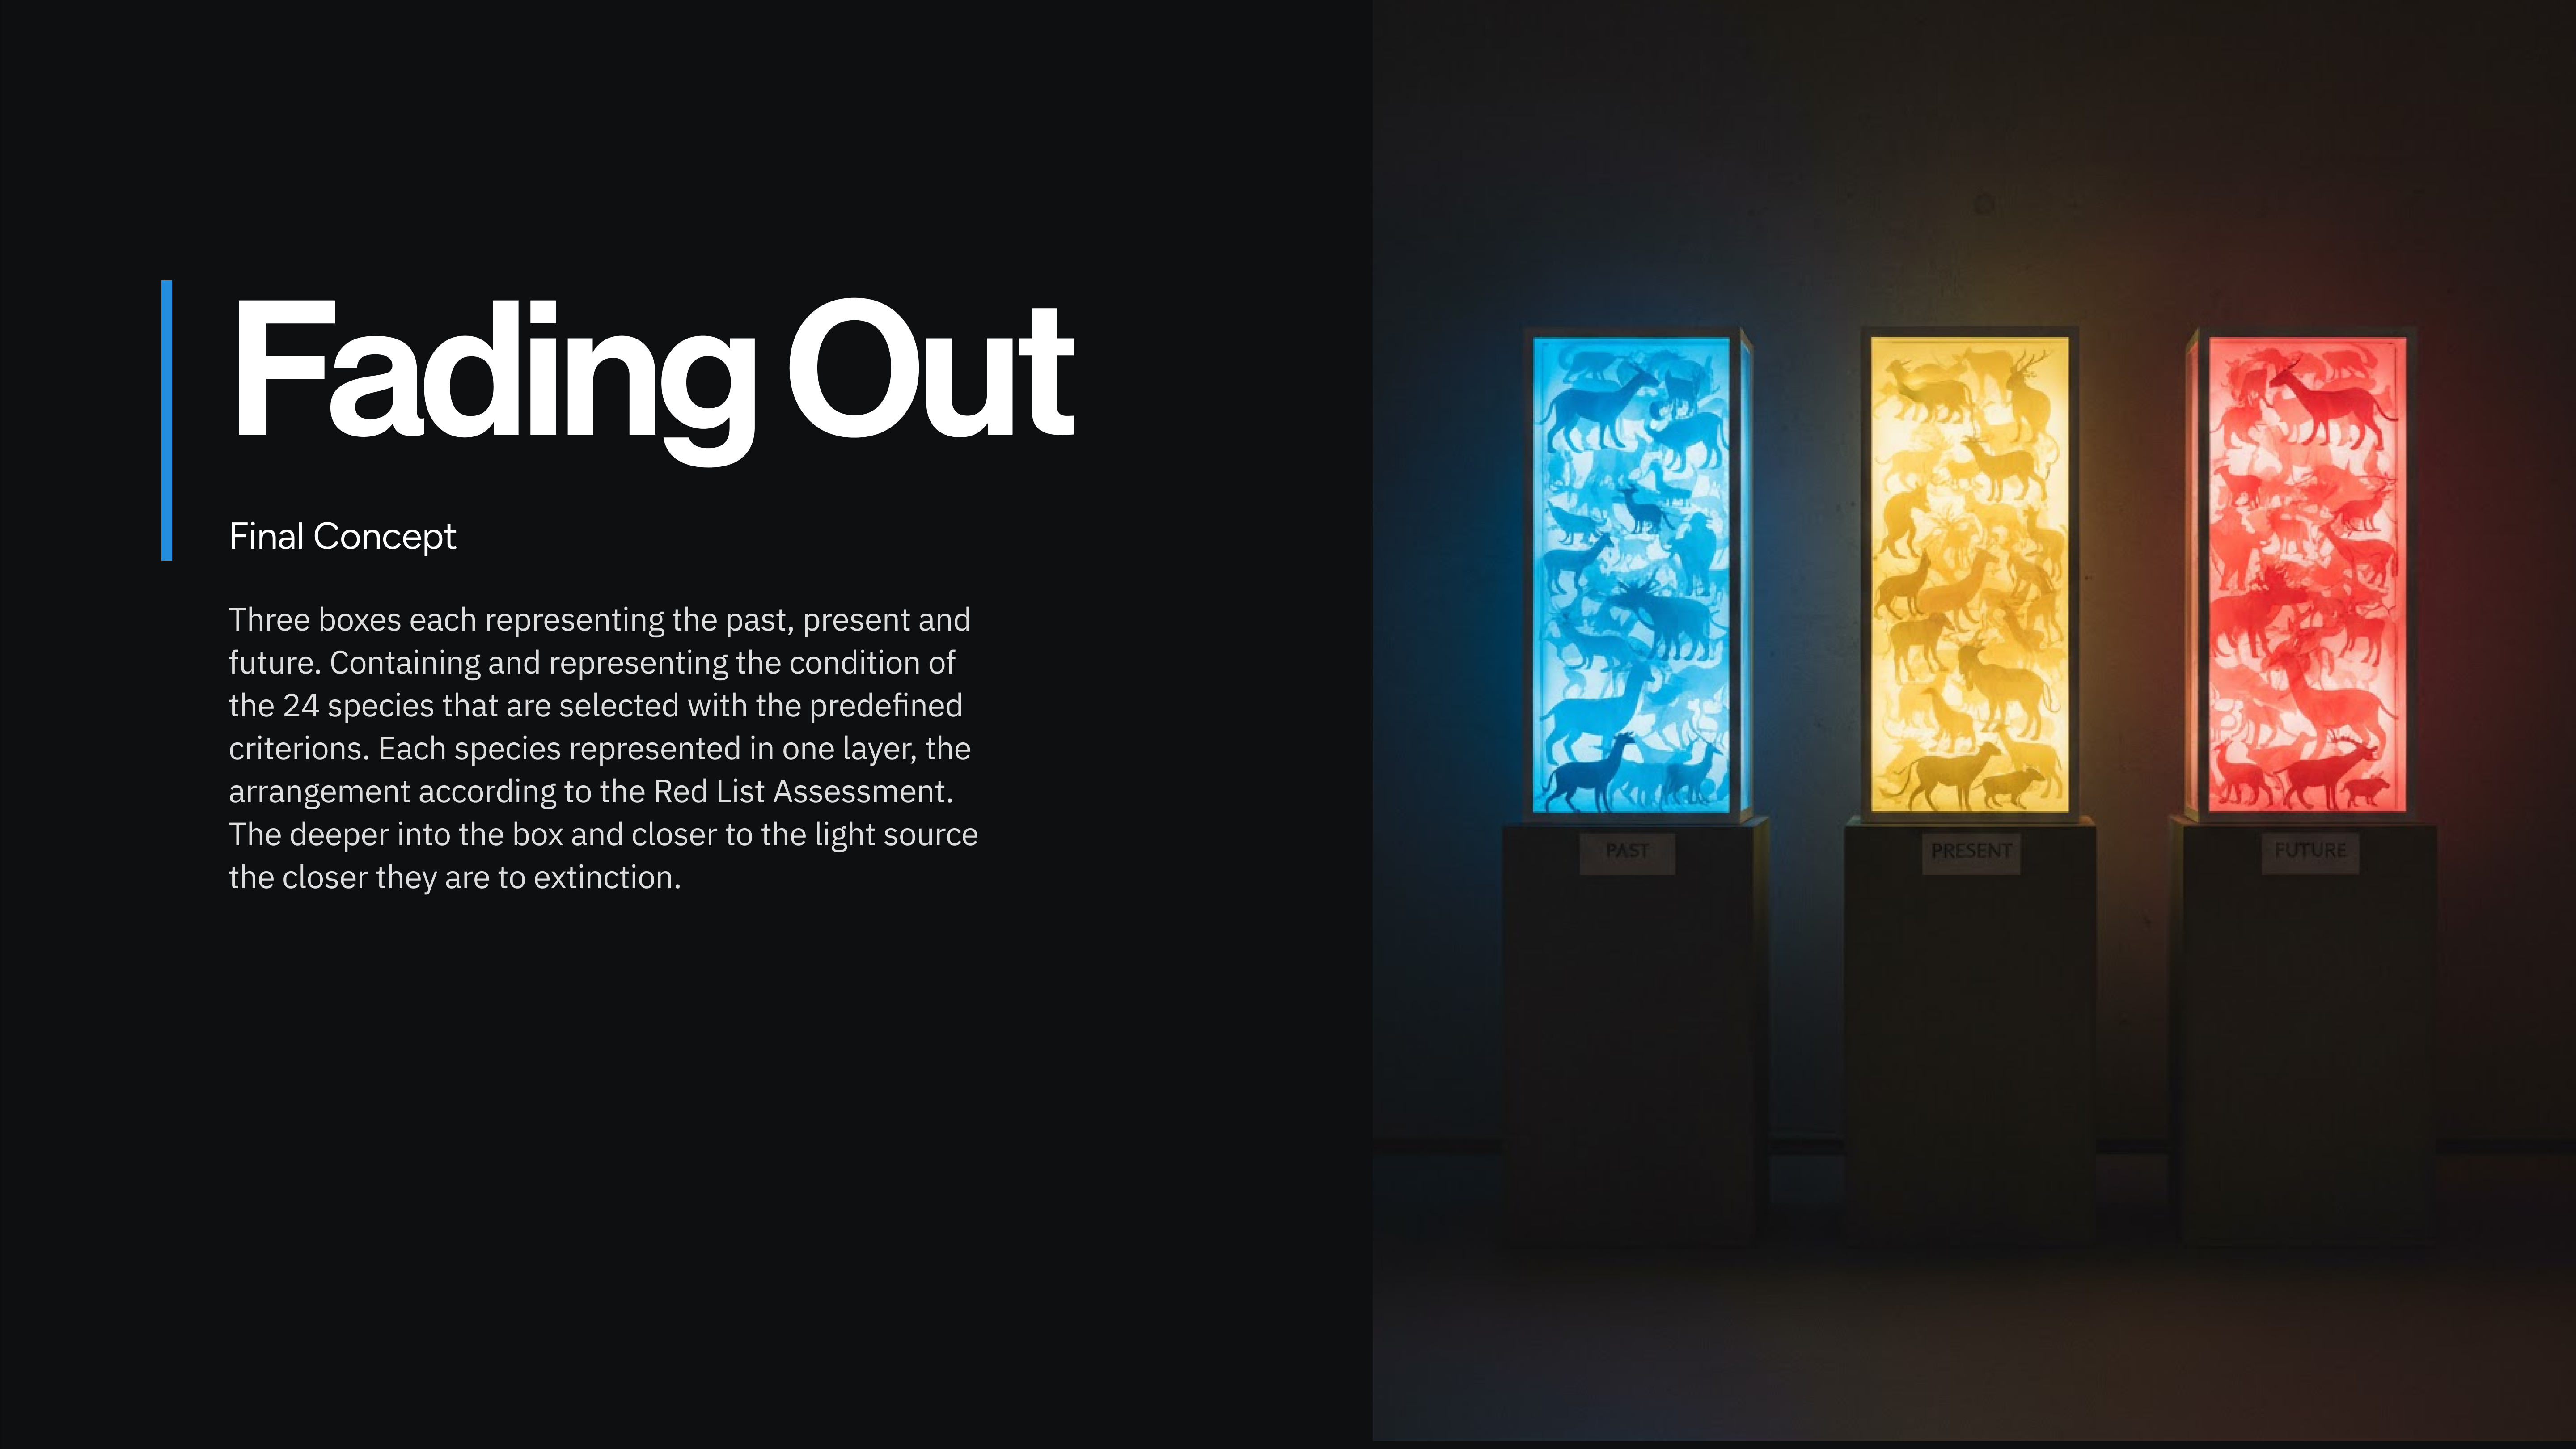 Fading Out
Final Concept
Three boxes each representing the past, present and
future. Containing and representing the condition of
the 24 species that are selected with the predefined
criterions. Each species represented in one layer, the
arrangement according to the Red List Assessment.
The deeper into the box and closer to the light source
the closer they are to extinction.
PAST
PRESENT
FUTURE